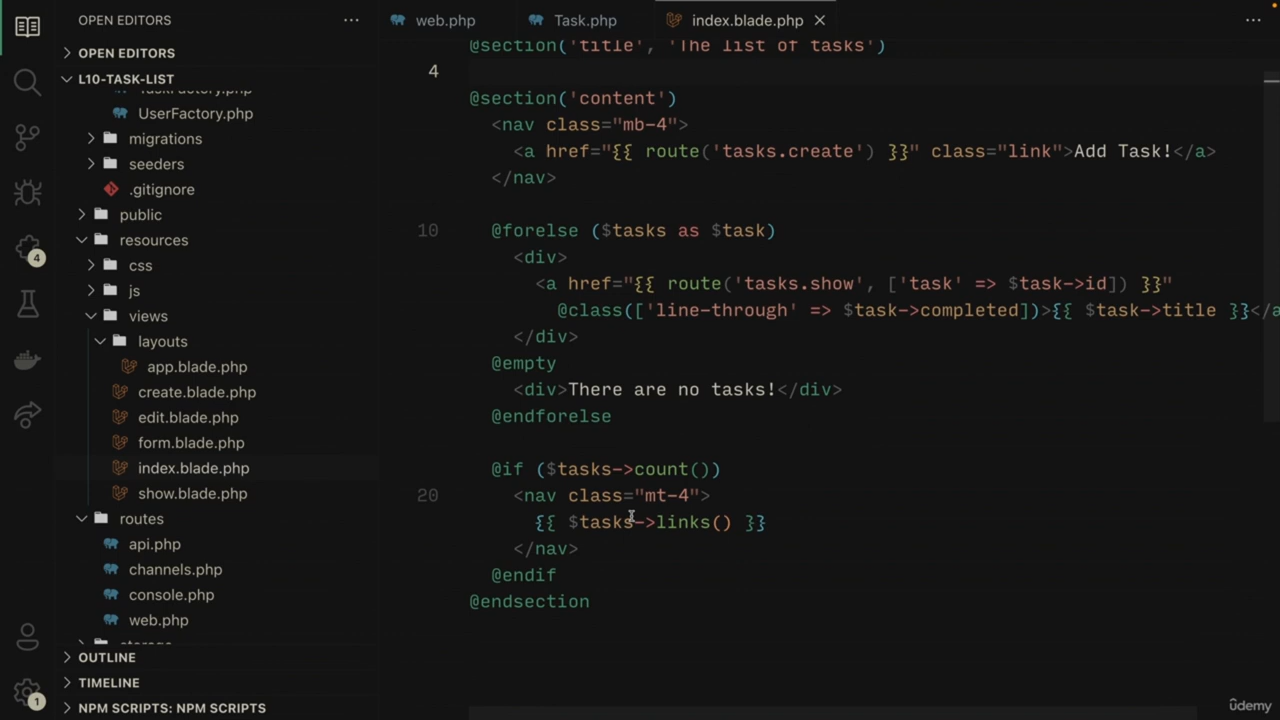 OPEN EDITORS
OPEN EDITORS
L10-TASK-LIST
TaskFactory.php
UserFactory.php
migrations
seeders
.gitignore
public
resources
css
js
views
layouts
app.blade.php
create.blade.php
edit.blade.php
form.blade.php
index.blade.php
show.blade.php
routes
api.php
channels.php
console.php
web.php
storage
OUTLINE
TIMELINE
NPM SCRIPTS: NPM SCRIPTS
4
1
web.php
Task.php
index.blade.php
@section('title', 'The list of tasks')
4
@section('content')
<nav class="mb-4">
<a href="{{ route('tasks.create') }}" class="link">Add Task!</a>
</nav>
10 @forelse ($tasks as $task)
<div>
<a href="{{ route('tasks.show', ['task' => $task->id]) }}"
@class(['line-through' => $task->completed])>{{ $task->title }}</a
</div>
@empty
<div>There are no tasks!</div>
@endforelse
@if ($tasks->count())
20 <nav class="mt-4">
{{ $tasks->links() }}
</nav>
@endif
@endsection
ûdemy